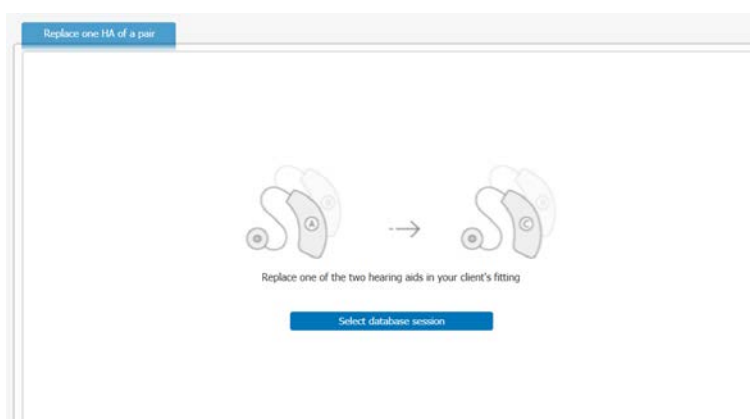 Replace one HA of a pair
A
C
Replace one of the two hearing aids in your client's fitting
Select database session